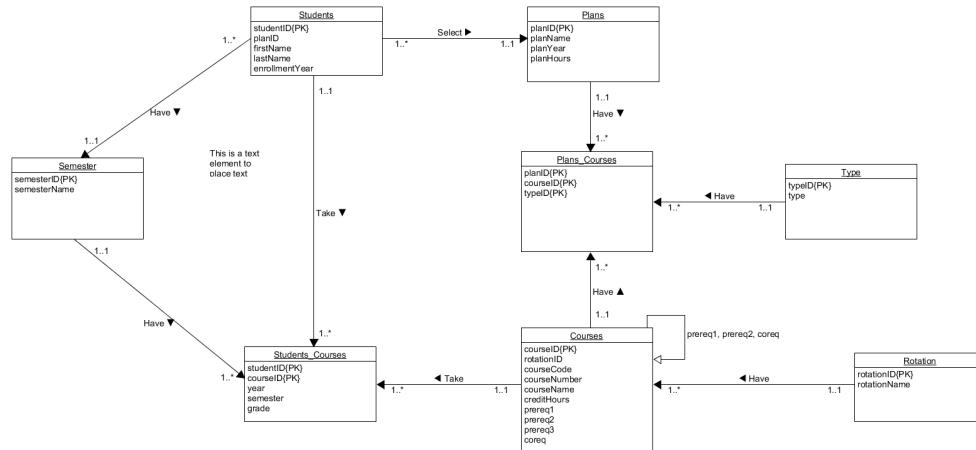 Students
studentID{PK}
planID
firstName
lastName
enrollmentYear
Plans
planID{PK}
planName
planYear
planHours
Select ►
1..*
1..1
1..*
1..1
1..1
Have ▼
1..1
Have ▼
1..*
Semester
semesterID{PK}
semesterName
This is a text
element to
place text
Plans_Courses
planID{PK}
courseID{PK}
typeID{PK}
Type
typeID{PK}
type
◄ Have
1..*
1..1
Take ▼
1..1
1..*
Have ▲
1..1
Have ▼
1..*
1..*
Students_Courses
studentID{PK}
courseID{PK}
year
semester
grade
◄ Take
1..*
1..1
Courses
courseID{PK}
rotationID
courseCode
courseNumber
courseName
creditHours
prereq1
prereq2
prereq3
coreq
prereq1, prereq2, coreq
◄ Have
1..*
1..1
Rotation
rotationID{PK}
rotationName